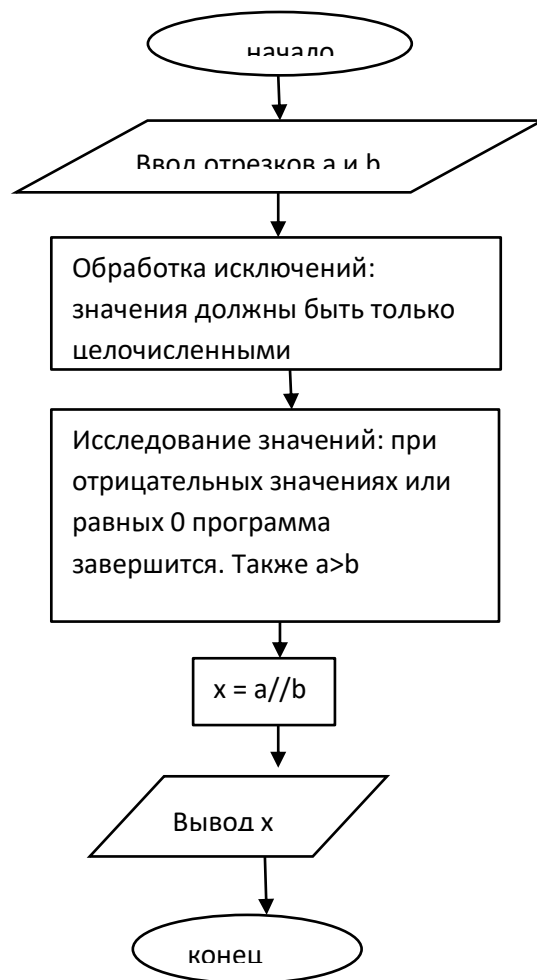 начало
Ввод отрезков a и b
Обработка исключений:
значения должны быть только
целочисленными
Исследование значений: при
отрицательных значениях или
равных 0 программа
завершится. Также a>b
x = a//b
Вывод x
конец